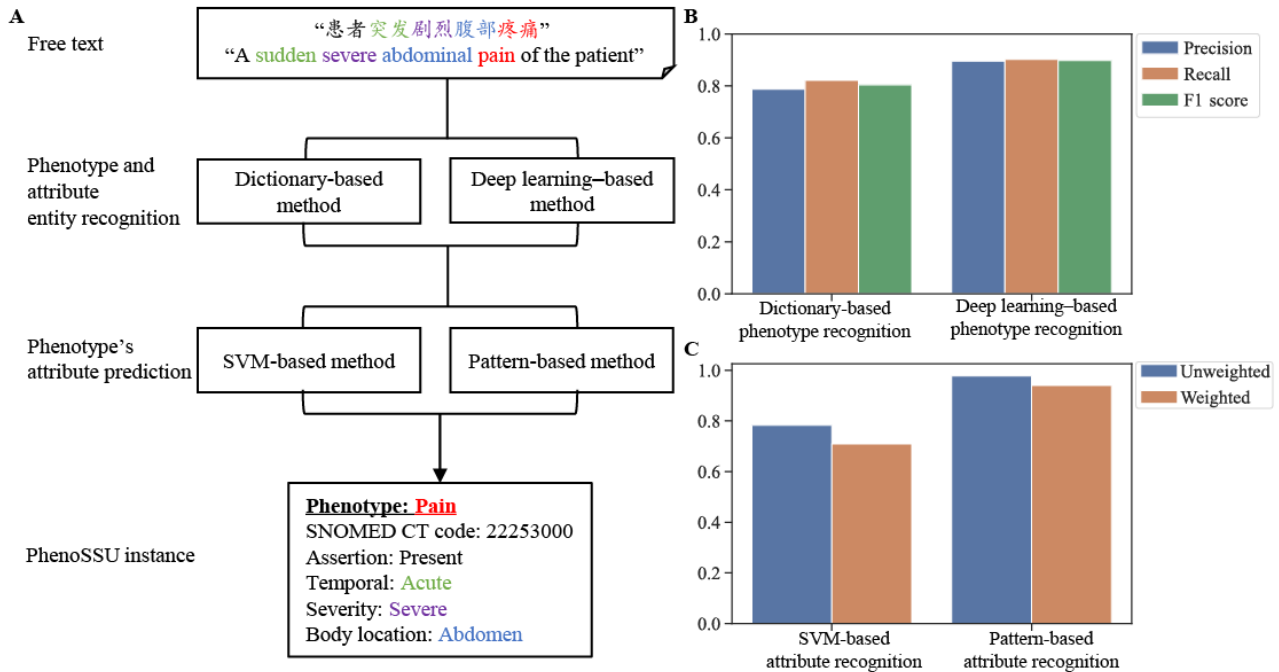 A
Free text
“患者突发剧烈腹部疼痛”
“A sudden severe abdominal pain of the patient”
Phenotype and
attribute
entity recognition
Dictionary-based
method
Deep learning–based
method
Phenotype’s
attribute prediction
SVM-based method
Pattern-based method
PhenoSSU instance
Phenotype: Pain
SNOMED CT code: 22253000
Assertion: Present
Temporal: Acute
Severity: Severe
Body location: Abdomen
B
1.0
0.8
0.6
0.4
0.2
0.0
Precision
Recall
F1 score
Dictionary-based
phenotype recognition
Deep learning–based
phenotype recognition
C
1.0
0.8
0.6
0.4
0.2
0.0
Unweighted
Weighted
SVM-based
attribute recognition
Pattern-based
attribute recognition